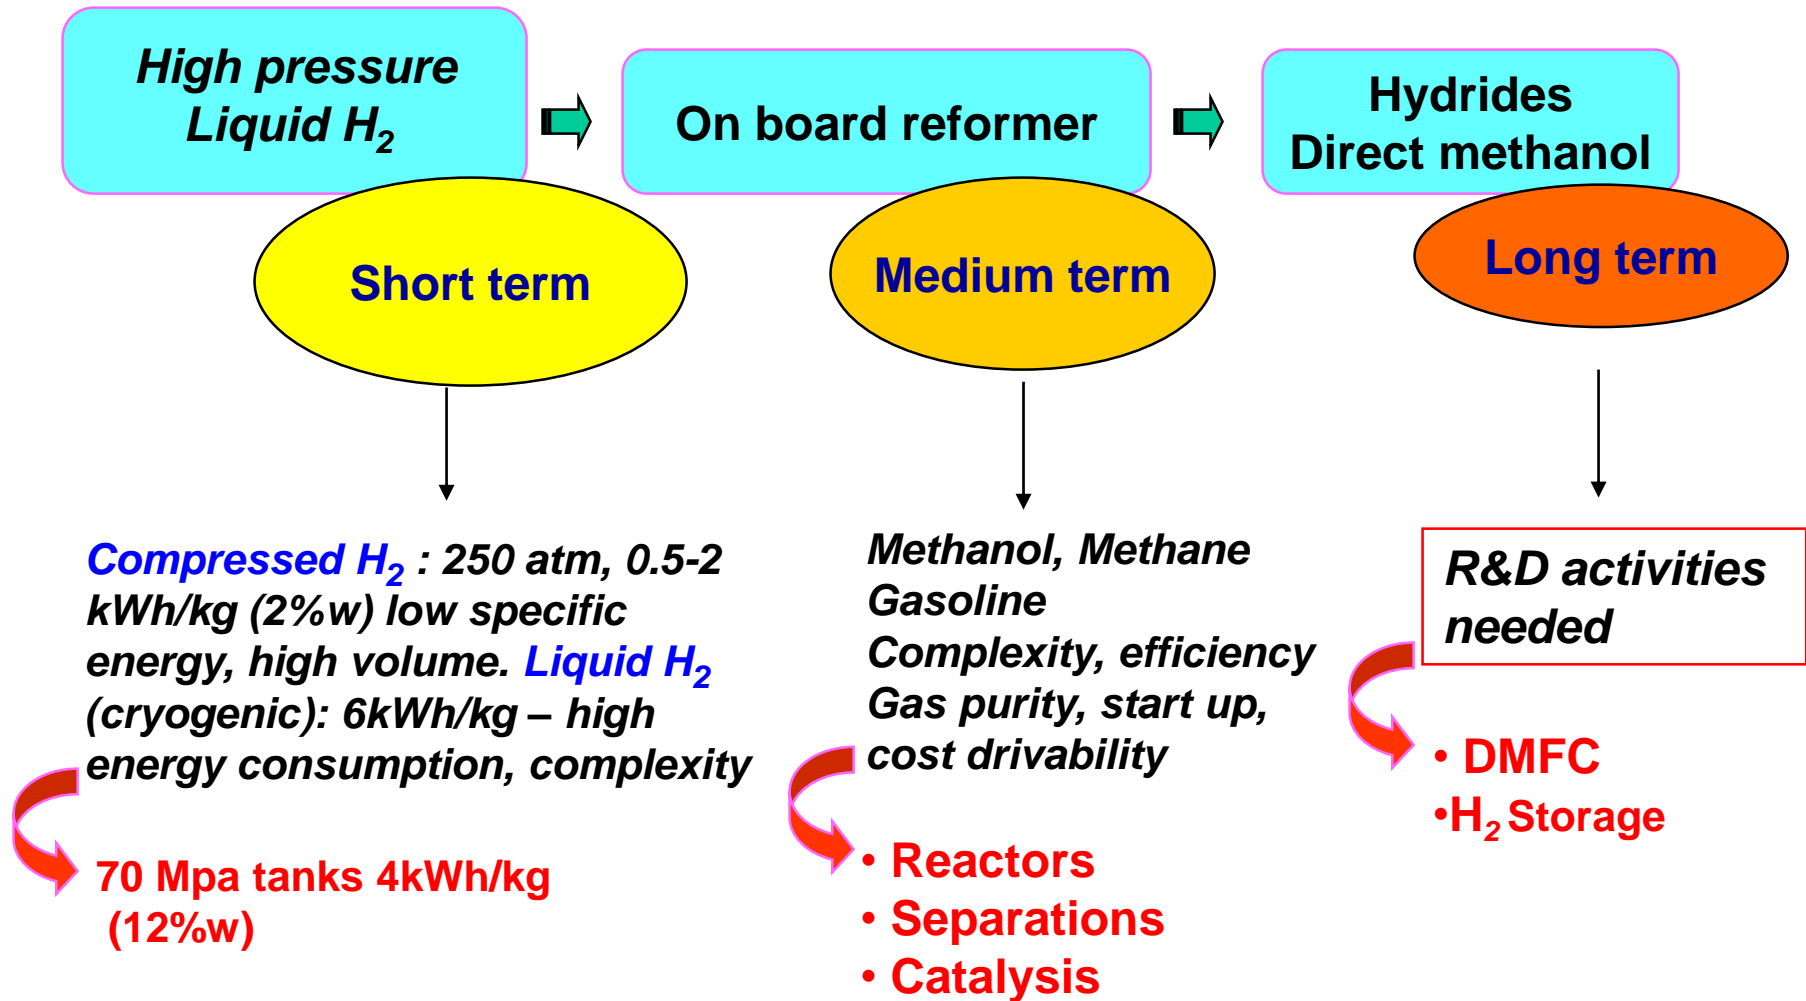 High pressure
Liquid H2
On board reformer
Hydrides
Direct methanol
Short term
Medium term
Long term
Compressed H2 : 250 atm, 0.5-2
kWh/kg (2%w) low specific
energy, high volume. Liquid H2
(cryogenic): 6kWh/kg – high
energy consumption, complexity
70 Mpa tanks 4kWh/kg
(12%w)
Methanol, Methane
Gasoline
Complexity, efficiency
Gas purity, start up,
cost drivability
• Reactors
• Separations
• Catalysis
R&D activities
needed
• DMFC
•H2 Storage